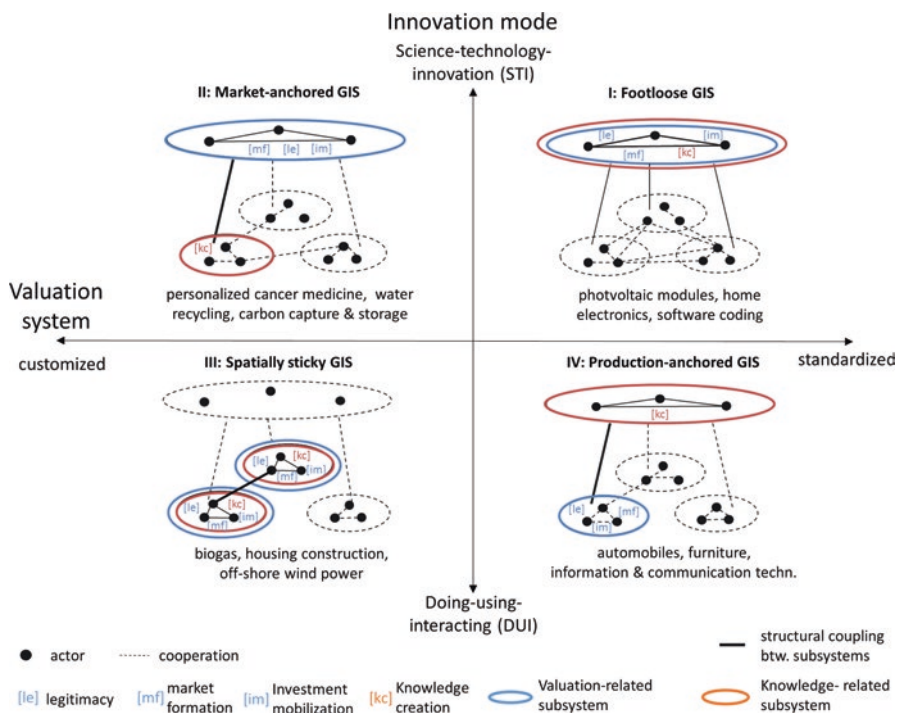 Innovation mode
Science-technology-
innovation (STI)
II: Market-anchored GIS
[mf] [le] [im]
[kc]
personalized cancer medicine, water
recycling, carbon capture & storage
I: Footloose GIS
[le] [im]
[mf] [kc]
photvoltaic modules, home
electronics, software coding
Valuation
system
customized
standardized
III: Spatially sticky GIS
[le] [kc]
[mf] [im]
[le] [kc]
[mf] [im]
biogas, housing construction,
off-shore wind power
IV: Production-anchored GIS
[kc]
[le] [mf]
[im]
automobiles, furniture,
information & communication techn.
Doing-using-
interacting (DUI)
actor
cooperation
structural coupling
btw. subsystems
[le] legitimacy
[mf] market
formation
[im] Investment
mobilization
[kc] Knowledge
creation
Valuation-related
subsystem
Knowledge- related
subsystem